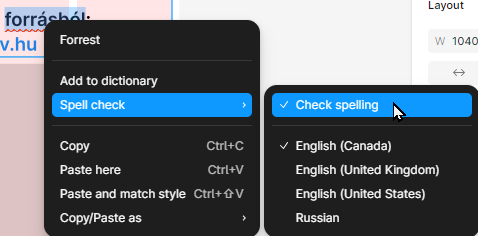 forrásból:
v.hu
Forrest
Add to dictionary
Spell check
Copy Ctrl+C
Paste here Ctrl+V
Paste and match style Ctrl+⇧V
Copy/Paste as
Check spelling
English (Canada)
English (United Kingdom)
English (United States)
Russian
Layout
W 1040